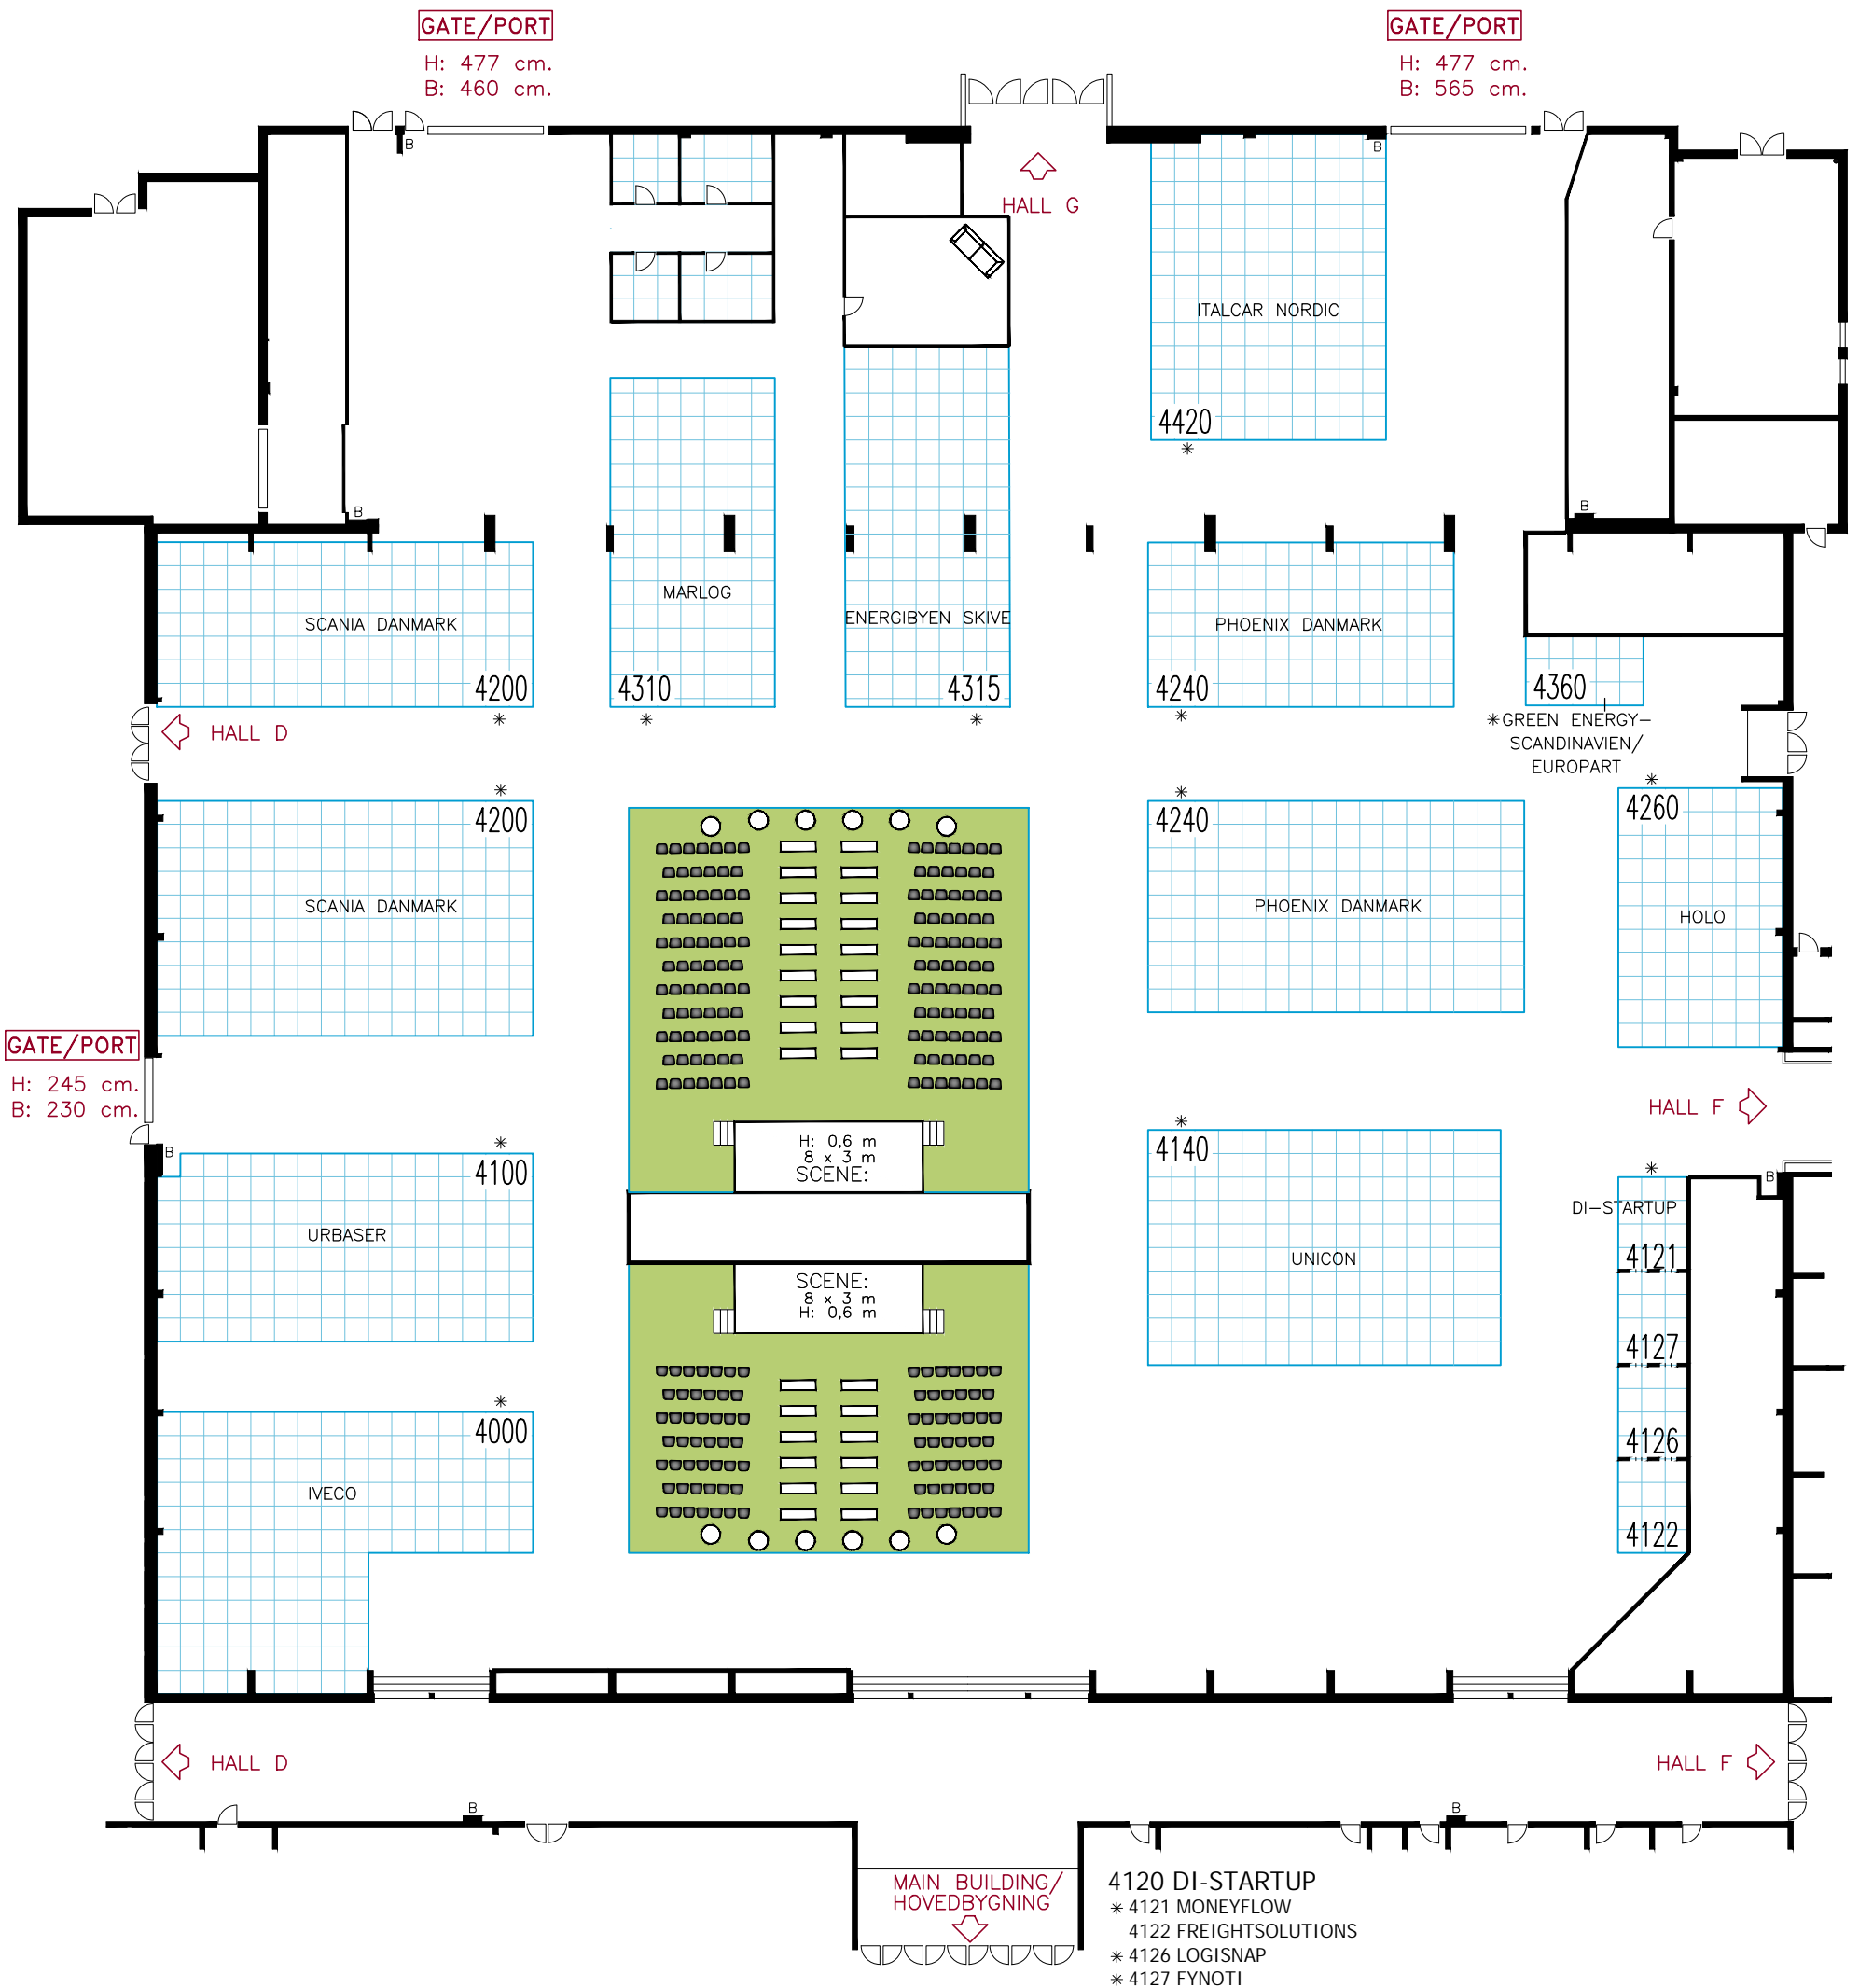 GATE/PORT
H: 477 cm.
B: 460 cm.
GATE/PORT
H: 477 cm.
B: 565 cm.
B
B
HALL G
ITALCAR NORDIC
4420
*
B
B
MARLOG
SCANIA DANMARK
ENERGIBYEN SKIVE
PHOENIX DANMARK
4200
4310
4315
4240
4360
*
*
*
*
* GREEN ENERGY-
SCANDINAVIEN/
EUROPART
HALL D
*
*
*
4200
4240
4260
SCANIA DANMARK
PHOENIX DANMARK
HOLO
GATE/PORT
H: 245 cm.
B: 230 cm.
HALL F
*
*
B
4100
H: 0,6 m
8 x 3 m
SCENE:
4140
*
B
DI-STARTUP
URBASER
UNICON
4121
SCENE:
8 x 3 m
H: 0,6 m
4127
*
4000
4126
IVECO
4122
HALL D
HALL F
B
B
MAIN BUILDING/
HOVEDBYGNING
4120 DI-STARTUP
* 4121 MONEYFLOW
4122 FREIGHTSOLUTIONS
* 4126 LOGISNAP
* 4127 FYNOTI